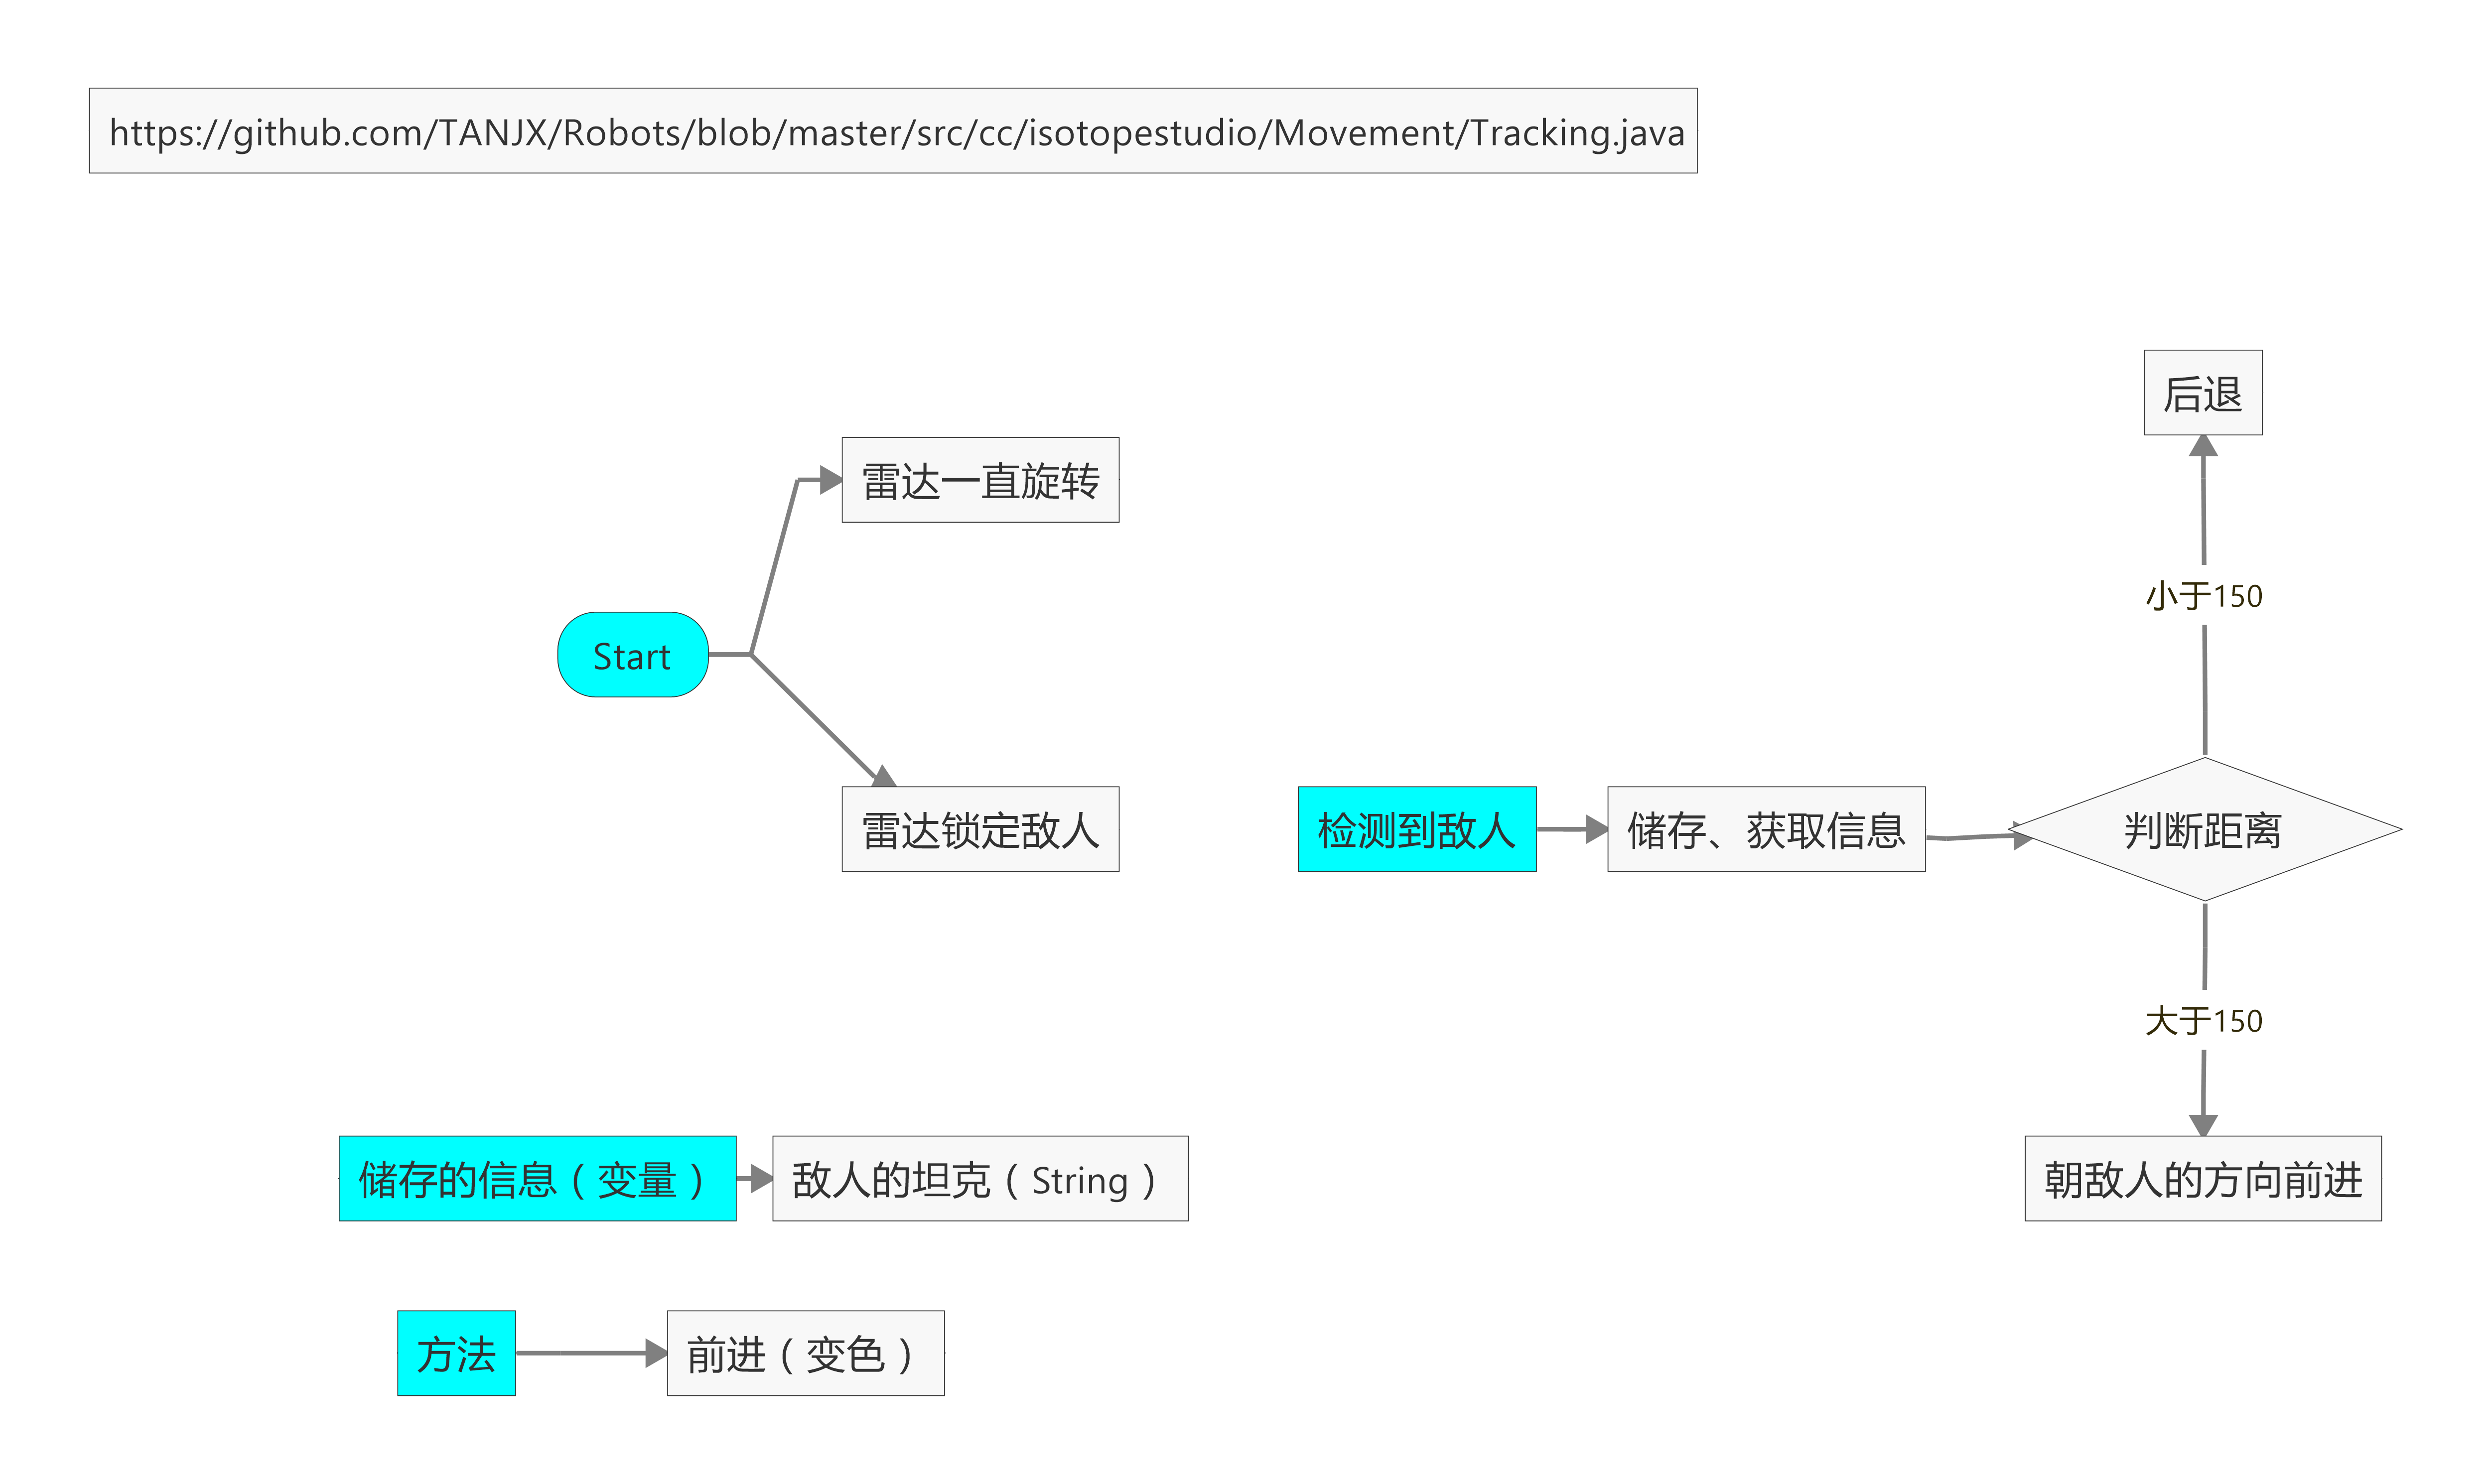 https://github.com/TANJX/Robots/blob/master/src/cc/isotopestudio/Movement/Tracking.java
后退
雷达一直旋转
小于150
Start
雷达锁定敌人
检测到敌人
储存、获取信息
判断距离
大于150
储存的信息（变量）
敌人的坦克（String）
朝敌人的方向前进
方法
前进（变色）